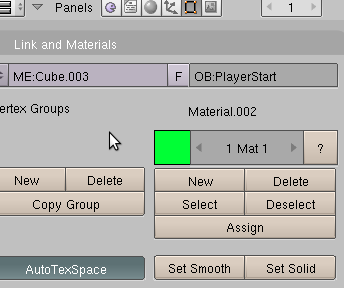 Panels 1
Link and Materials
ME:Cube.003 F OB:PlayerStart
ertex Groups Material.002
1 Mat 1 ?
New Delete New Delete
Copy Group Select Deselect
Assign
AutoTexSpace Set Smooth Set Solid